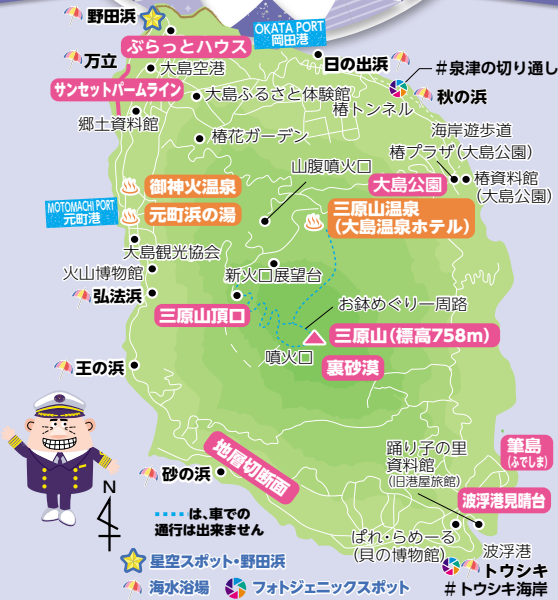 野田浜
ぶらっとハウス
OKATA PORT
岡田港
万立
大島空港
日の出浜
#泉津の切り通し
サンセットパームライン
大島ふるさと体験館
秋の浜
椿トンネル
郷土資料館
海岸遊歩道
椿花ガーデン
椿プラザ(大島公園)
山腹噴火口
大島公園
椿資料館
(大島公園)
御神火温泉
MOTOMACHI PORT
元町港
元町浜の湯
三原山温泉
(大島温泉ホテル)
大島観光協会
火山博物館
新火口展望台
弘法浜
お鉢めぐり一周路
三原山頂口
三原山(標高758m)
噴火口
裏砂漠
王の浜
地層切断面
踊り子の里
資料館
(旧港屋旅館)
筆島
(ふでしま)
砂の浜
波浮港見晴台
N
は、車での
通行は出来ません
ぱれ・らめーる
(貝の博物館)
波浮港
星空スポット・野田浜
トウシキ
海水浴場
フォトジェニックスポット
#トウシキ海岸